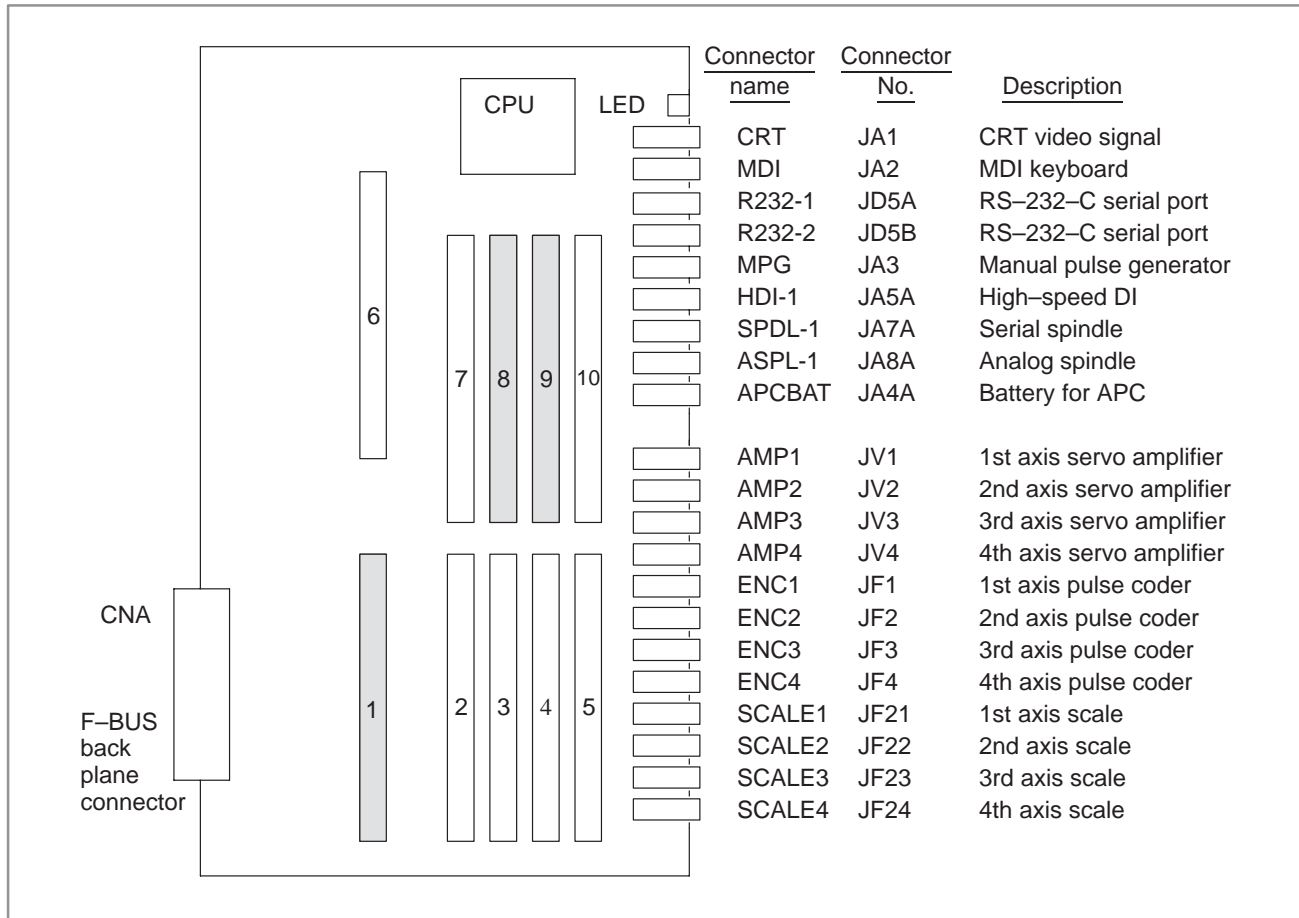 Connector name Connector No. Description
CPU
LED
CRT JA1 CRT video signal
MDI JA2 MDI keyboard
R232-1 JD5A RS–232–C serial port
R232-2 JD5B RS–232–C serial port
MPG JA3 Manual pulse generator
HDI-1 JA5A High–speed DI
SPDL-1 JA7A Serial spindle
ASPL-1 JA8A Analog spindle
APCBAT JA4A Battery for APC
6
7 8 9 10
AMP1 JV1 1st axis servo amplifier
AMP2 JV2 2nd axis servo amplifier
AMP3 JV3 3rd axis servo amplifier
AMP4 JV4 4th axis servo amplifier
ENC1 JF1 1st axis pulse coder
ENC2 JF2 2nd axis pulse coder
ENC3 JF3 3rd axis pulse coder
ENC4 JF4 4th axis pulse coder
SCALE1 JF21 1st axis scale
SCALE2 JF22 2nd axis scale
SCALE3 JF23 3rd axis scale
SCALE4 JF24 4th axis scale
CNA
1 2 3 4 5
F–BUS
back
plane
connector